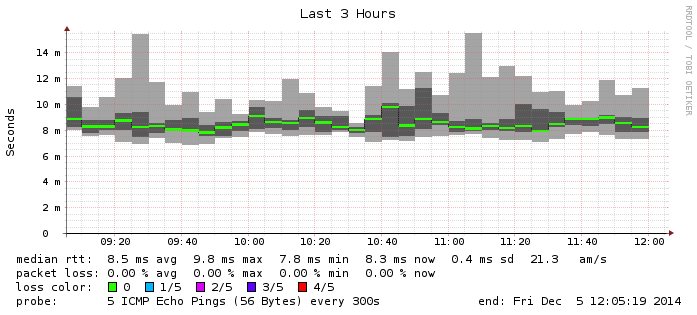 Last 3 Hours
RRDTOOL / TOBI OETIKER
Seconds
14 m
12 m
10 m
8 m
6 m
4 m
2 m
0
09:20 09:40 10:00 10:20 10:40 11:00 11:20 11:40 12:00
median rtt: 8.5 ms avg 9.8 ms max 7.8 ms min 8.3 ms now 0.4 ms sd 21.3 am/s
packet loss: 0.00 % avg 0.00 % max 0.00 % min 0.00 % now
loss color: 0 1/5 2/5 3/5 4/5
probe: 5 ICMP Echo Pings (56 Bytes) every 300s end: Fri Dec 5 12:05:19 2014